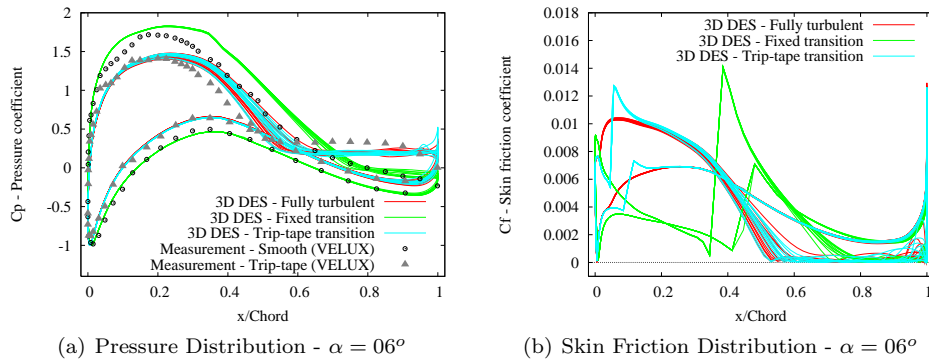 2
1.5
1
0.5
0
-0.5
-1
Cp - Pressure coefficient
3D DES - Fully turbulent
3D DES - Fixed transition
3D DES - Trip-tape transition
Measurement - Smooth (VELUX)
Measurement - Trip-tape (VELUX)
0 0.2 0.4 0.6 0.8 1
x/Chord
(a) Pressure Distribution - α = 06°
0.018
0.016
0.014
0.012
0.01
0.008
0.006
0.004
0.002
0
Cf - Skin friction coefficient
3D DES - Fully turbulent
3D DES - Fixed transition
3D DES - Trip-tape transition
0 0.2 0.4 0.6 0.8 1
x/Chord
(b) Skin Friction Distribution - α = 06°